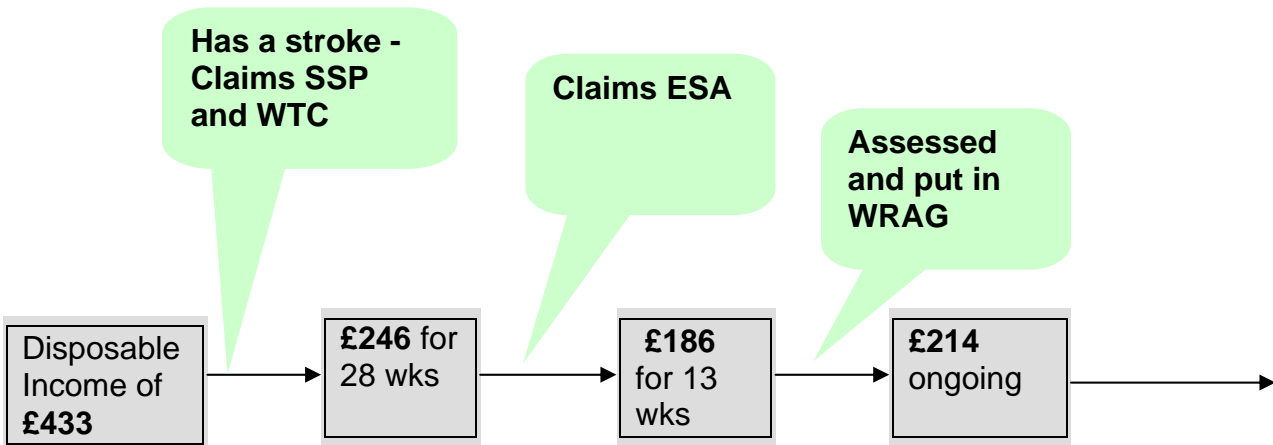 Has a stroke -
Claims SSP
and WTC
Claims ESA
Assessed
and put in
WRAG
Disposable
Income of
£433
£246 for
28 wks
£186
for 13
wks
£214
ongoing